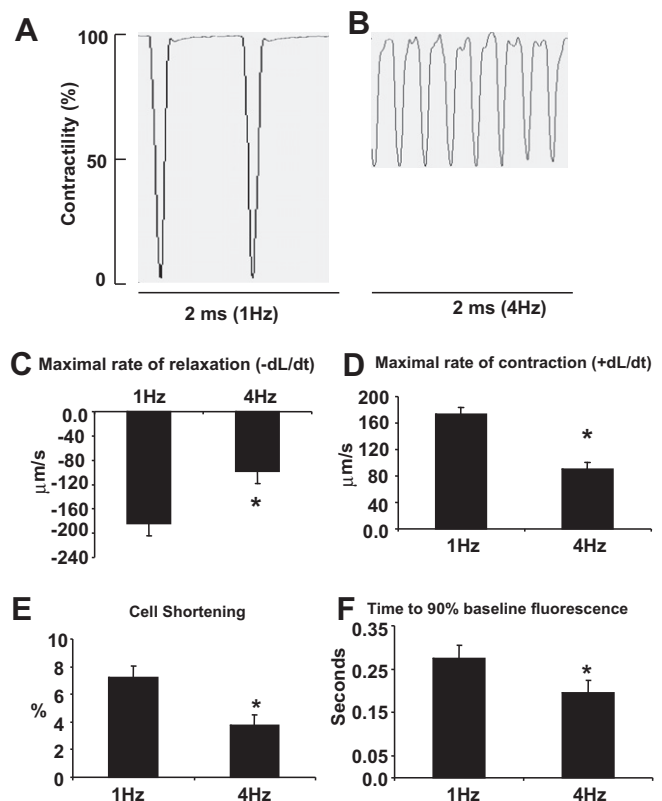 A
B
Contractility (%)
100
50
0
2 ms (1Hz)
2 ms (4Hz)
C Maximal rate of relaxation (-dL/dt)
1Hz 4Hz
μm/s
0.0
-40
-80
-120
-160
-200
-240
*
D Maximal rate of contraction (+dL/dt)
μm/s
200
160
120
80
40
0.0
*
1Hz 4Hz
E Cell Shortening
%
10
8
6
4
2
0
*
1Hz 4Hz
F Time to 90% baseline fluorescence
Seconds
0.35
0.25
0.15
0.05
0.0
*
1Hz 4Hz